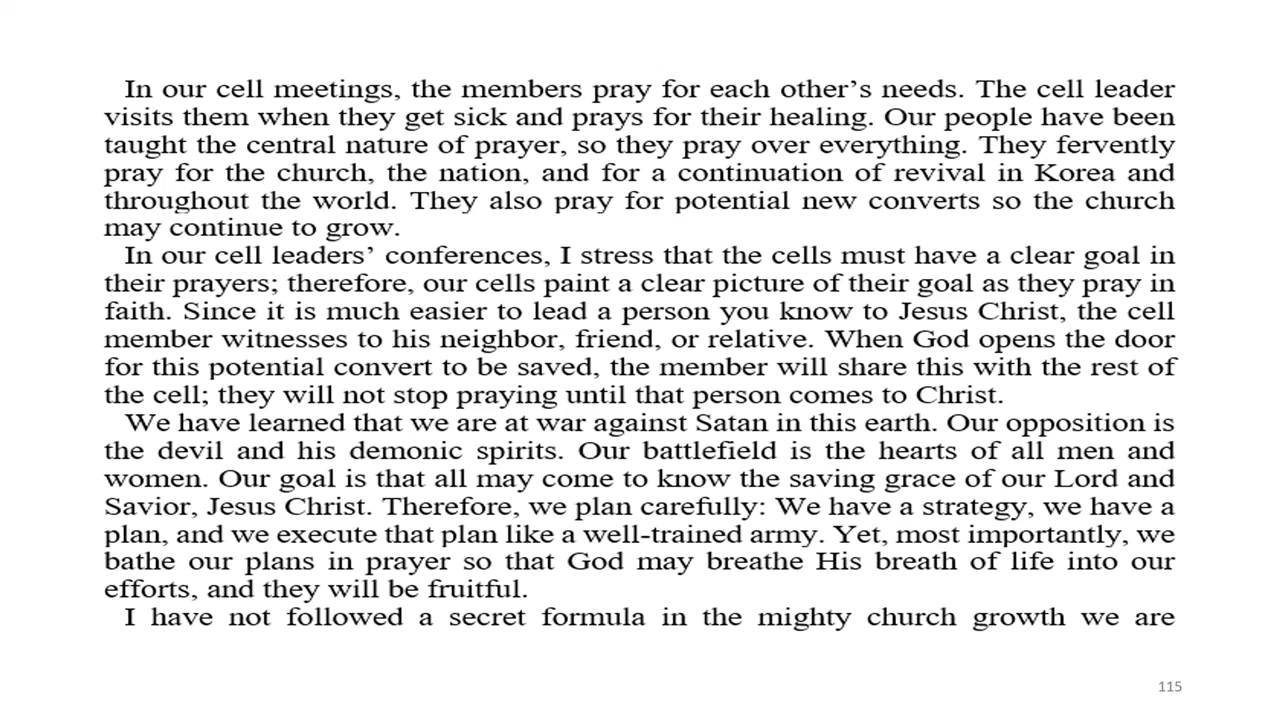 In our cell meetings, the members pray for each other’s needs. The cell leader
visits them when they get sick and prays for their healing. Our people have been
taught the central nature of prayer, so they pray over everything. They fervently
pray for the church, the nation, and for a continuation of revival in Korea and
throughout the world. They also pray for potential new converts so the church
may continue to grow.
In our cell leaders’ conferences, I stress that the cells must have a clear goal in
their prayers; therefore, our cells paint a clear picture of their goal as they pray in
faith. Since it is much easier to lead a person you know to Jesus Christ, the cell
member witnesses to his neighbor, friend, or relative. When God opens the door
for this potential convert to be saved, the member will share this with the rest of
the cell; they will not stop praying until that person comes to Christ.
We have learned that we are at war against Satan in this earth. Our opposition is
the devil and his demonic spirits. Our battlefield is the hearts of all men and
women. Our goal is that all may come to know the saving grace of our Lord and
Savior, Jesus Christ. Therefore, we plan carefully: We have a strategy, we have a
plan, and we execute that plan like a well-trained army. Yet, most importantly, we
bathe our plans in prayer so that God may breathe His breath of life into our
efforts, and they will be fruitful.
I have not followed a secret formula in the mighty church growth we are
115